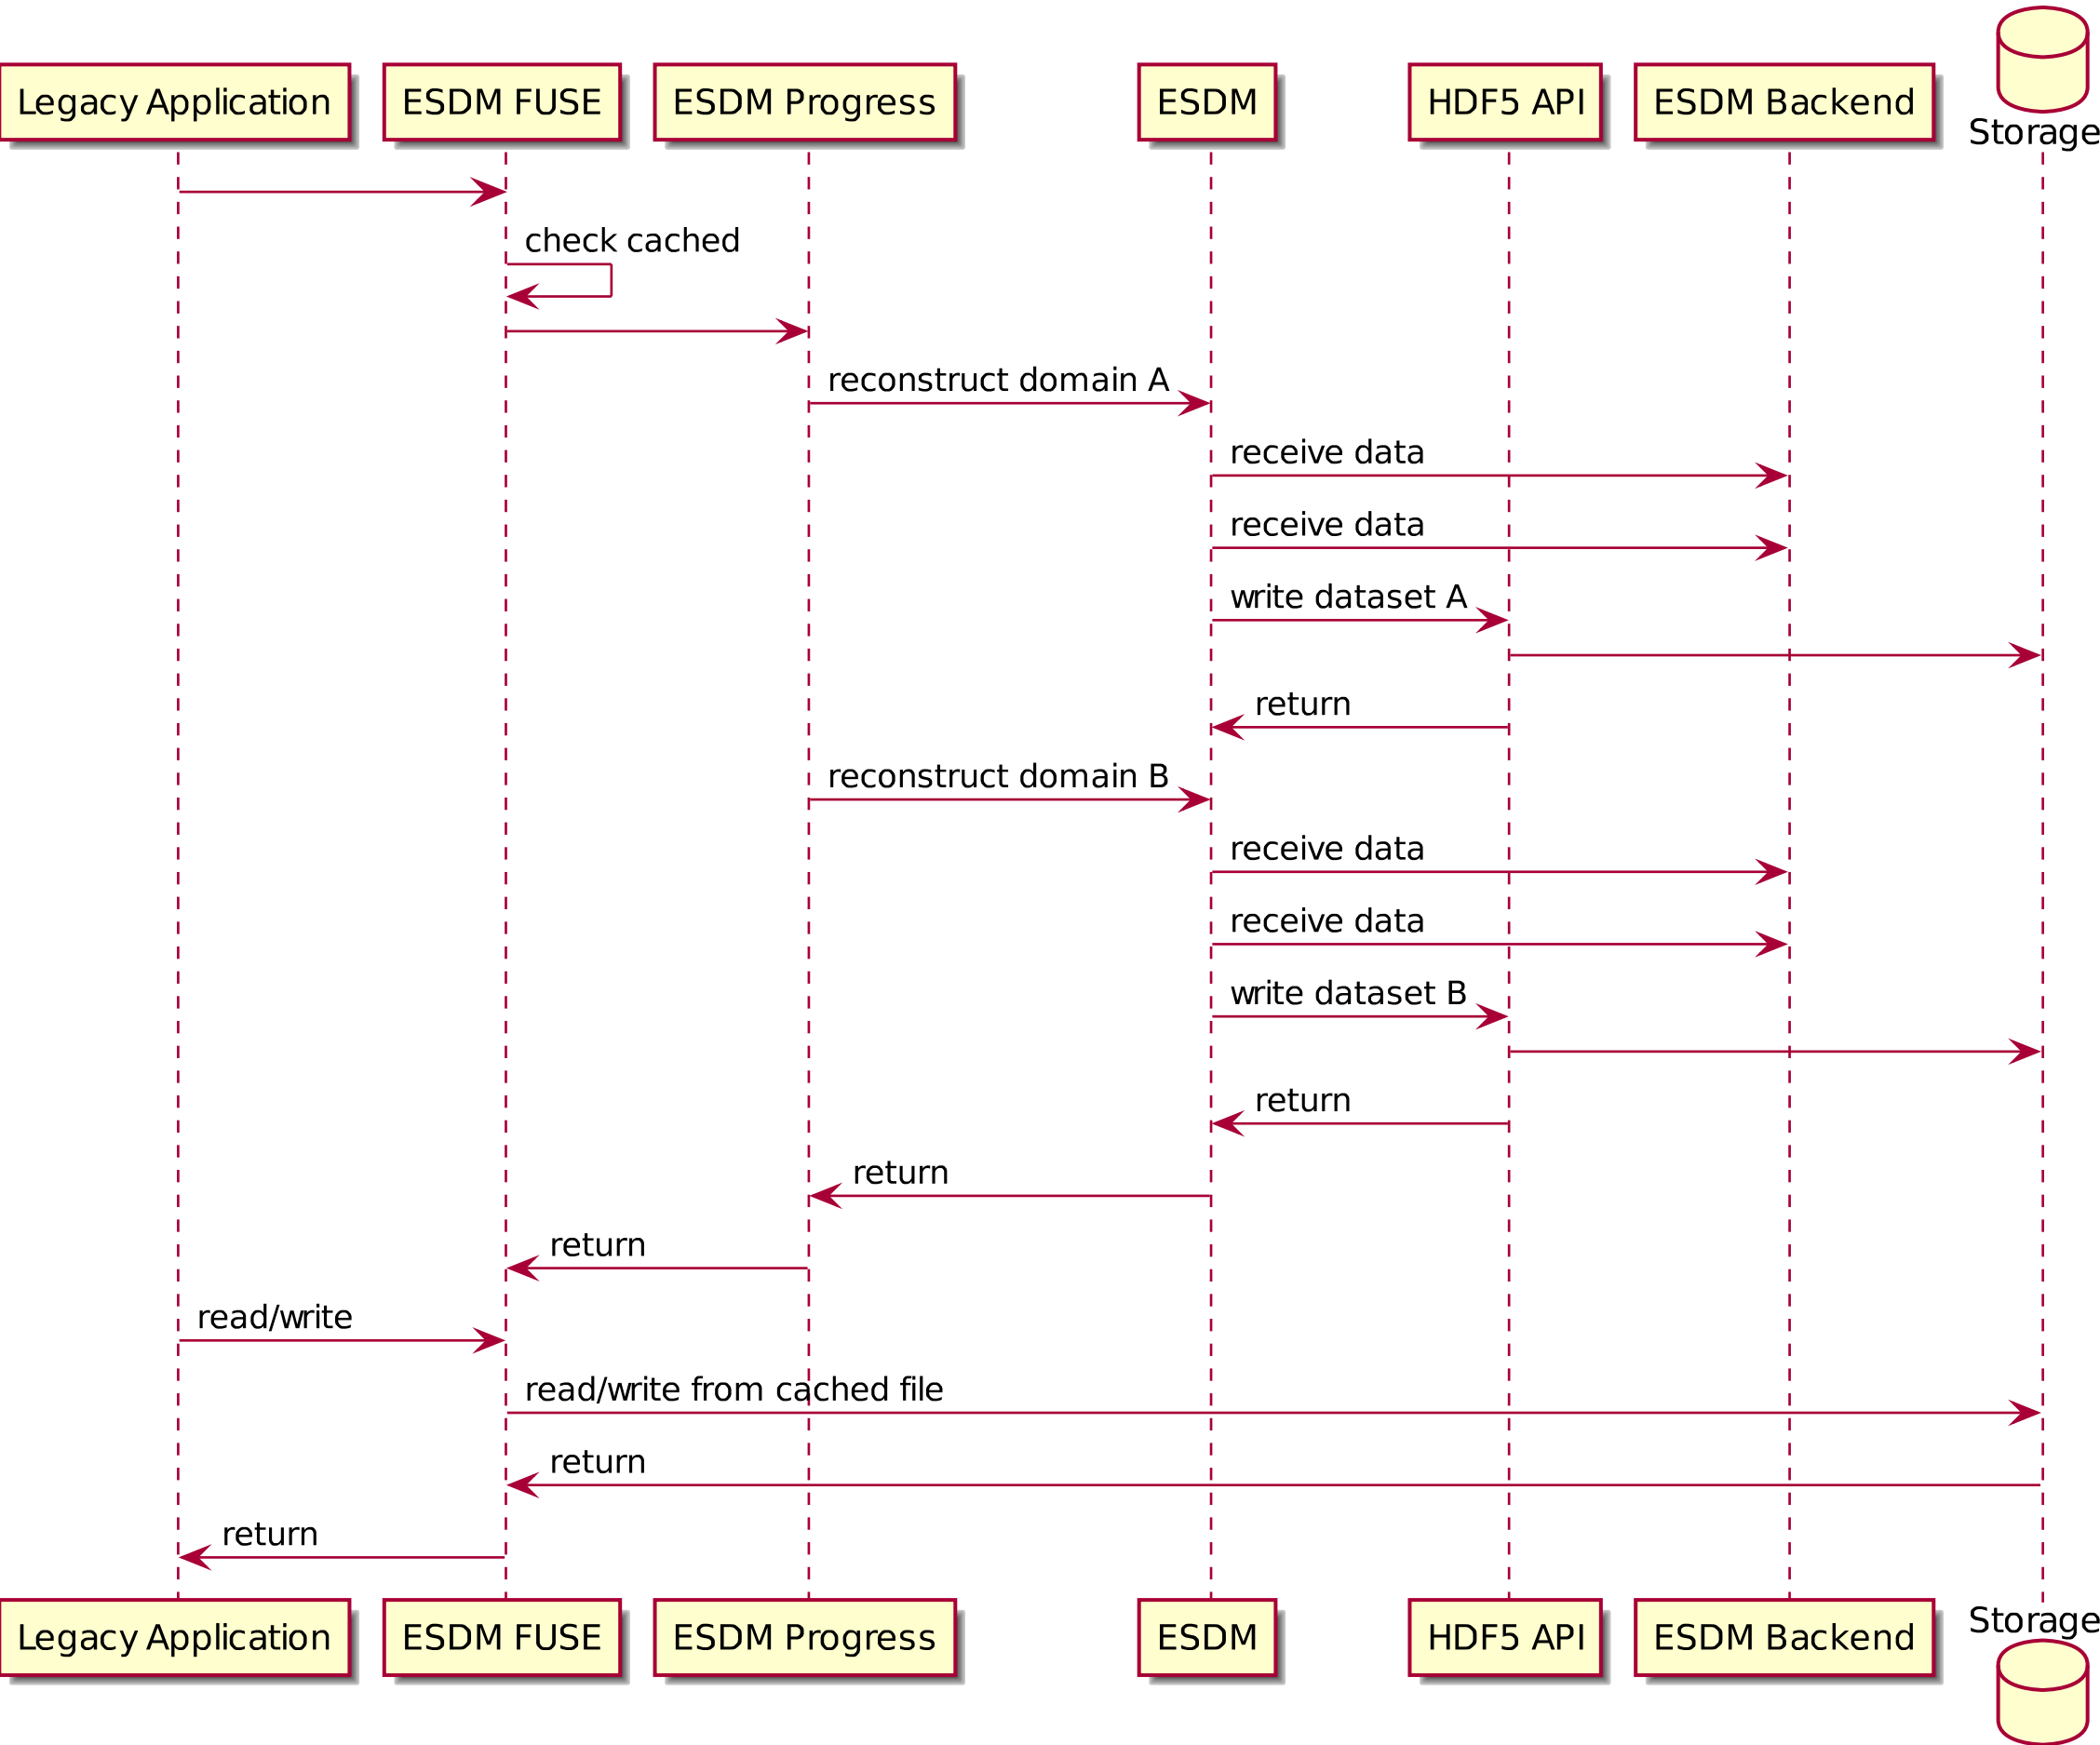 Legacy Application
ESDM FUSE
ESDM Progress
ESDM
HDF5 API
ESDM Backend
Storage
check cached
reconstruct domain A
receive data
receive data
write dataset A
return
reconstruct domain B
receive data
receive data
write dataset B
return
return
return
read/write
read/write from cached file
return
return
Legacy Application
ESDM FUSE
ESDM Progress
ESDM
HDF5 API
ESDM Backend
Storage